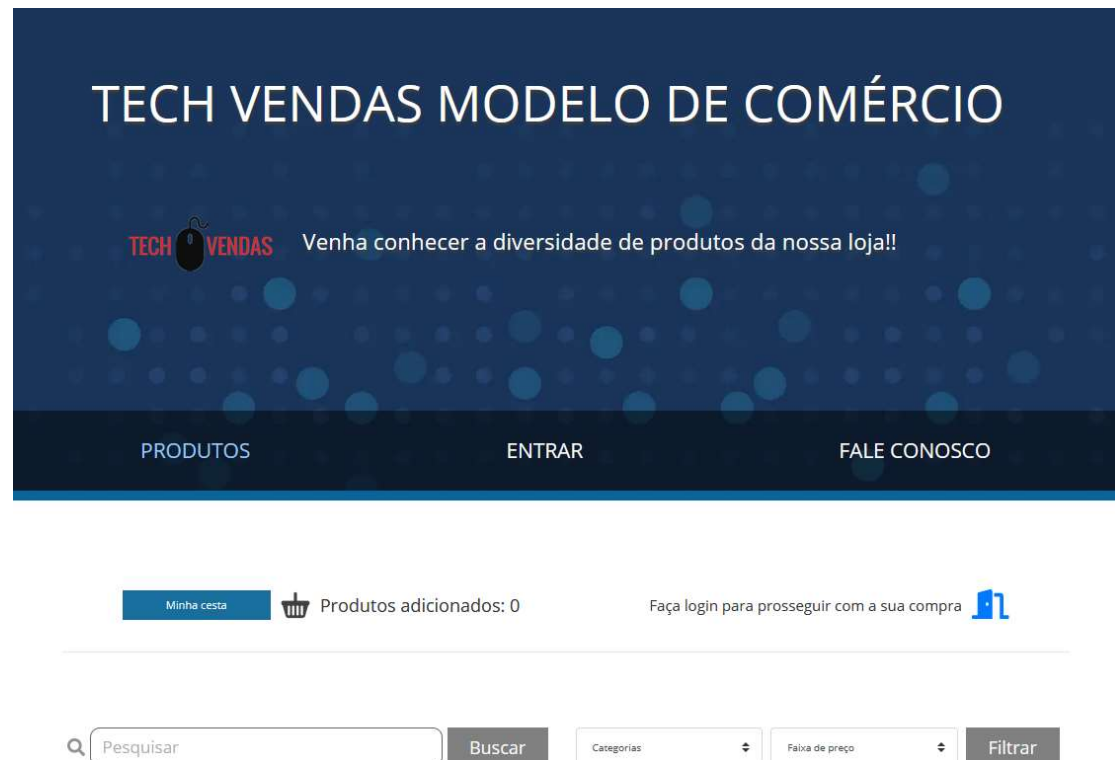 TECH VENDAS MODELO DE COMÉRCIO
TECH VENDAS Venha conhecer a diversidade de produtos da nossa loja!!
PRODUTOS ENTRAR FALE CONOSCO
Minha cesta Produtos adicionados: 0 Faça login para prosseguir com a sua compra
Pesquisar Buscar Categorias Faixa de preço Filtrar